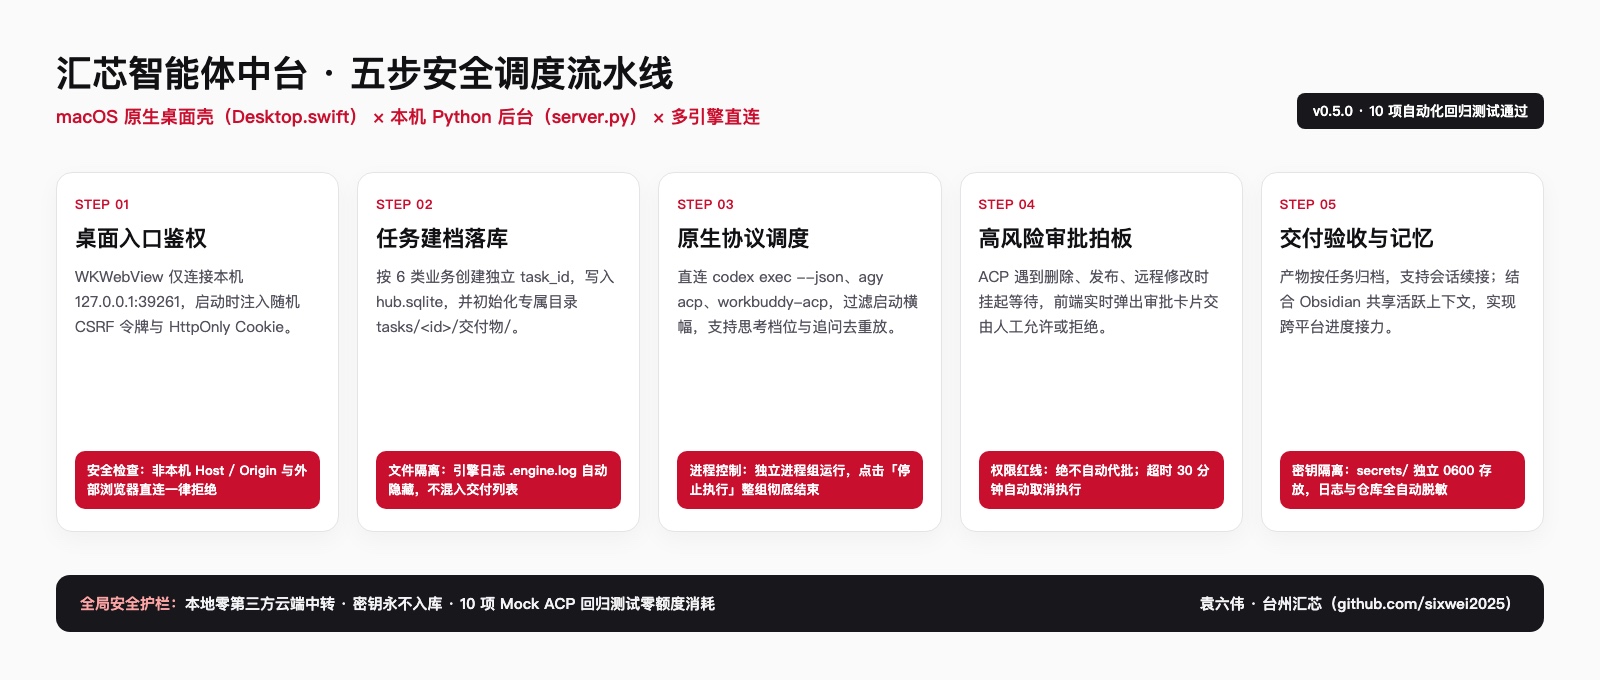 汇芯智能体中台 · 五步安全调度流水线
macOS 原生桌面壳（Desktop.swift） × 本机 Python 后台（server.py） × 多引擎直连
v0.5.0 · 10 项自动化回归测试通过
STEP 01
桌面入口鉴权
WKWebView 仅连接本机
127.0.0.1:39261，启动时注入随机
CSRF 令牌与 HttpOnly Cookie。
安全检查：非本机 Host / Origin 与外
部浏览器直连一律拒绝
STEP 02
任务建档落库
按 6 类业务创建独立 task_id，写入
hub.sqlite，并初始化专属目录
tasks/<id>/交付物/。
文件隔离：引擎日志 .engine.log 自动
隐藏，不混入交付列表
STEP 03
原生协议调度
直连 codex exec --json、agy
acp、workbuddy-acp，过滤启动横
幅，支持思考档位与追问去重放。
进程控制：独立进程组运行，点击「停
止执行」整组彻底结束
STEP 04
高风险审批拍板
ACP 遇到删除、发布、远程修改时
挂起等待，前端实时弹出审批卡片交
由人工允许或拒绝。
权限红线：绝不自动代批；超时 30 分
钟自动取消执行
STEP 05
交付验收与记忆
产物按任务归档，支持会话续接；结
合 Obsidian 共享活跃上下文，实现
跨平台进度接力。
密钥隔离：secrets/ 独立 0600 存
放，日志与仓库全自动脱敏
全局安全护栏：本地零第三方云端中转 · 密钥永不入库 · 10 项 Mock ACP 回归测试零额度消耗
袁六伟 · 台州汇芯（github.com/sixwei2025）